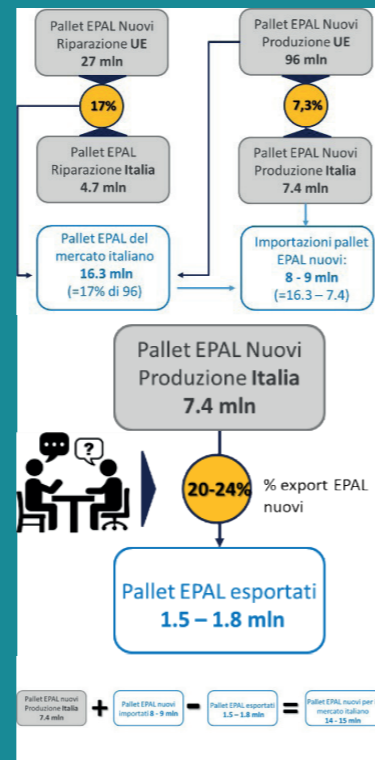 Pallet EPAL Nuovi
Riparazione UE
27 mln
Pallet EPAL Nuovi
Produzione UE
96 mln
17%
7,3%
Pallet EPAL
Riparazione Italia
4.7 mln
Pallet EPAL Nuovi
Produzione Italia
7.4 mln
Pallet EPAL del
mercato italiano
16.3 mln
(=17% di 96)
Importazioni pallet
EPAL nuovi:
8 - 9 mln
(=16.3 – 7.4)
Pallet EPAL Nuovi
Produzione Italia
7.4 mln
?
20-24%
% export EPAL
nuovi
Pallet EPAL esportati
1.5 – 1.8 mln
Pallet EPAL nuovi
Produzione Italia
7.4 mln
+
Pallet EPAL nuovi
importati 8 - 9 mln
-
Pallet EPAL esportati
1.5 – 1.8 mln
=
Pallet EPAL nuovi per
mercato italiano
14 - 15 mln